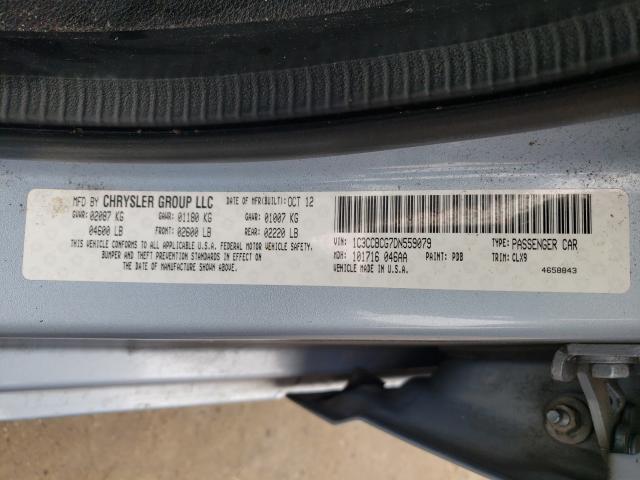 MFD BY CHRYSLER GROUP LLC DATE OF MFR(BUILT): OCT 12
GVWR: 02087 KG GAWR: 01180 KG GAWR: 01007 KG
04600 LB FRONT: 02600 LB REAR: 02220 LB
THIS VEHICLE CONFORMS TO ALL APPLICABLE U.S.A. FEDERAL MOTOR VEHICLE SAFETY,
BUMPER AND THEFT PREVENTION STANDARDS IN EFFECT ON
THE DATE OF MANUFACTURE SHOWN ABOVE.
VIN: 1C3CCBCG7DN559079 TYPE: PASSENGER CAR
MDH: 101716 046AA PAINT: PDB TRIM: CLX9
VEHICLE MADE IN U.S.A. 4658843